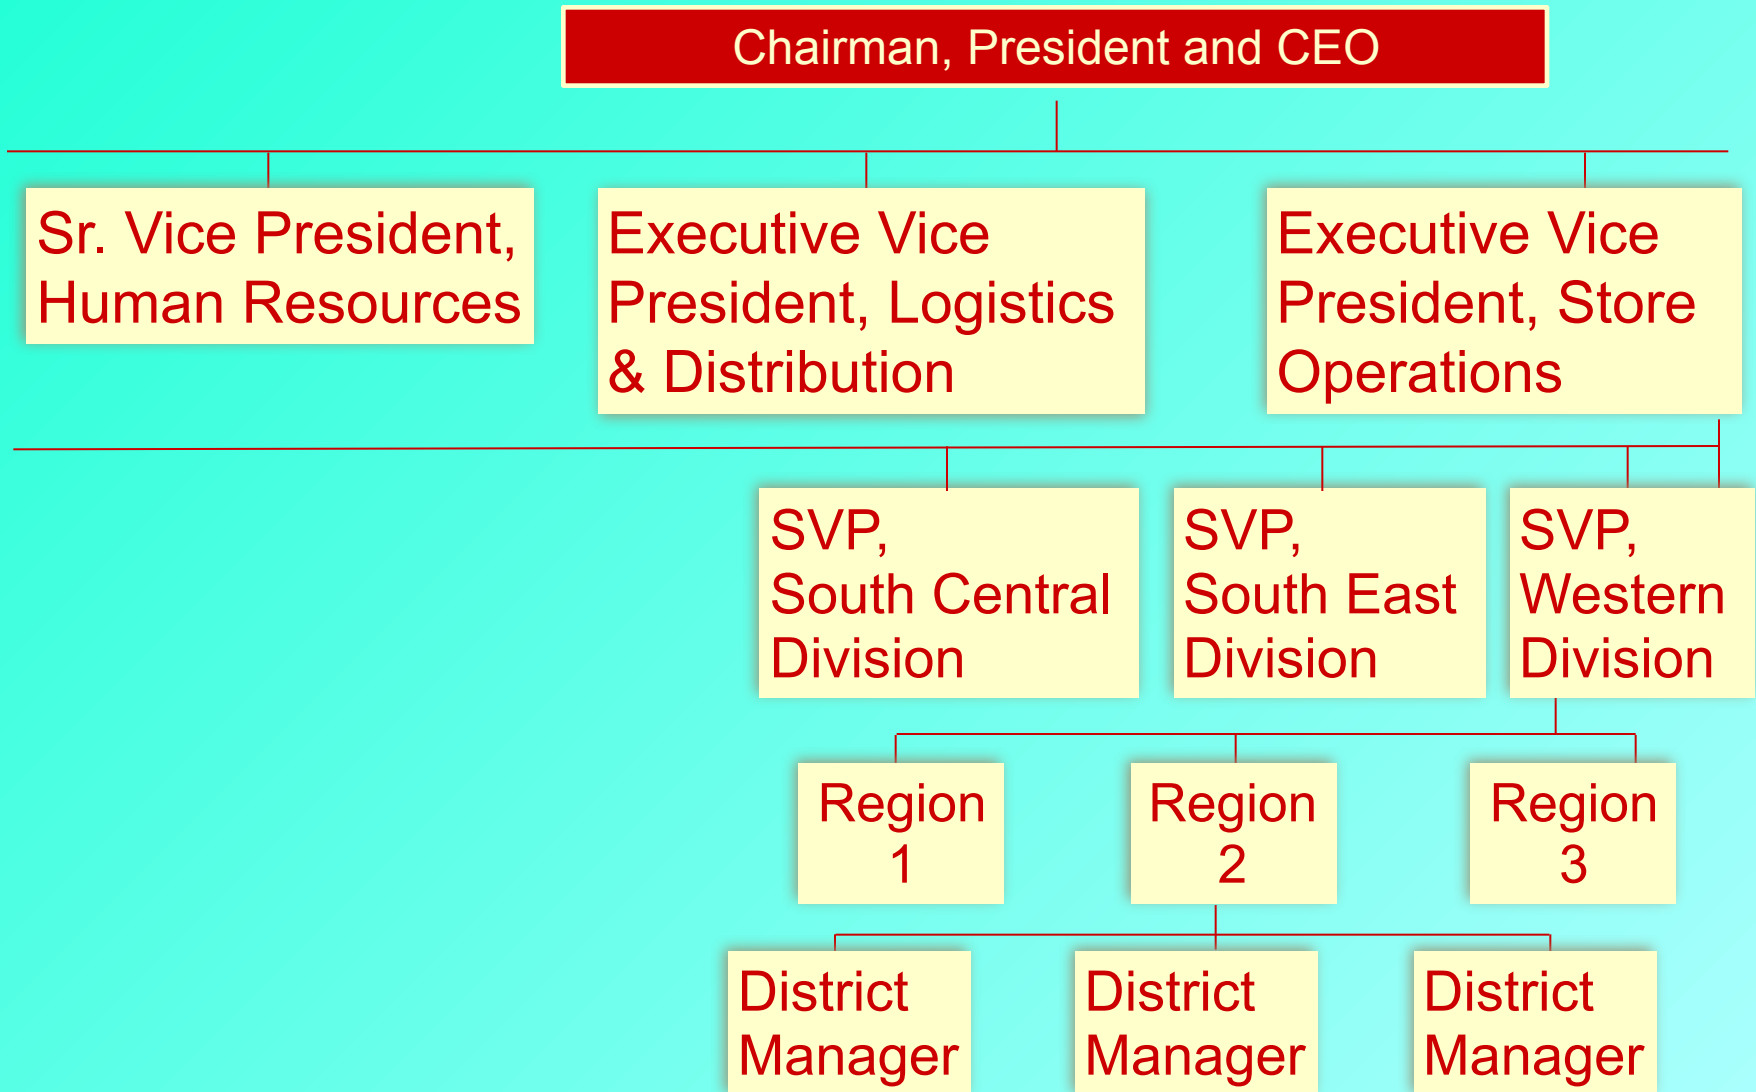 Chairman, President and CEO
Sr. Vice President,
Human Resources
Executive Vice
President, Logistics
& Distribution
Executive Vice
President, Store
Operations
SVP,
South Central
Division
SVP,
South East
Division
SVP,
Western
Division
Region
1
Region
2
Region
3
District
Manager
District
Manager
District
Manager